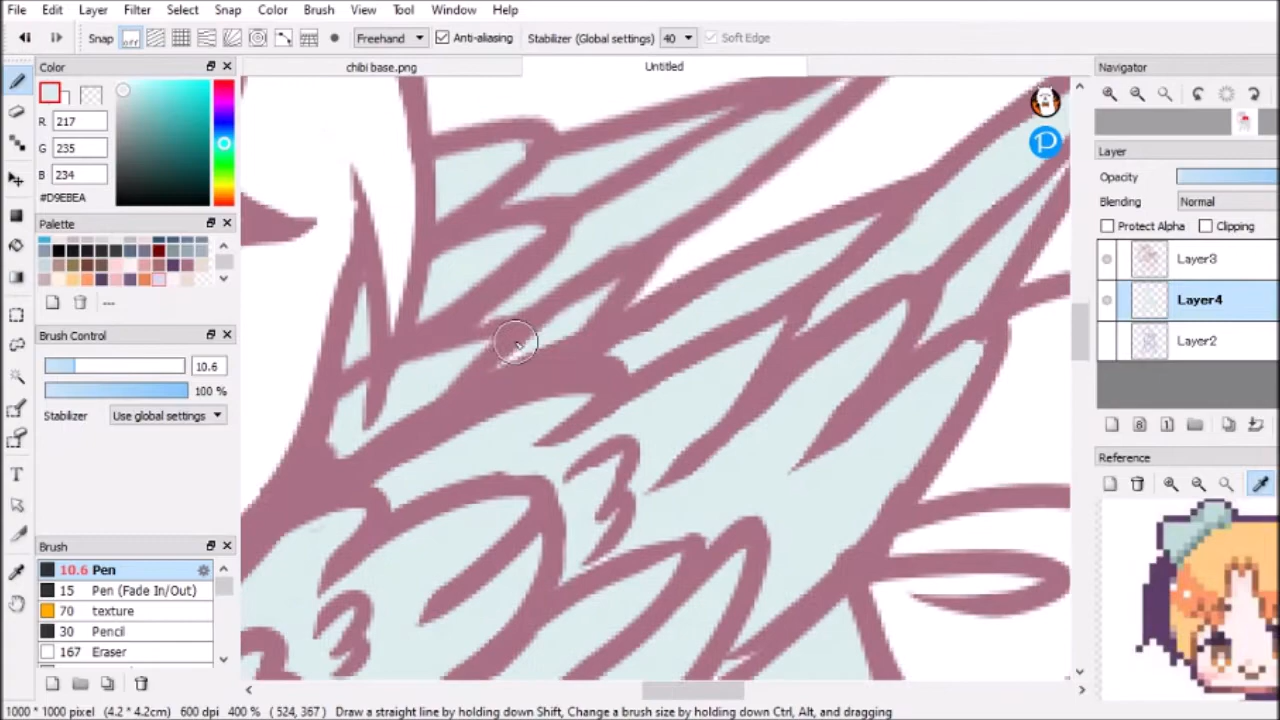 File Edit Layer Filter Select Snap Color Brush View Tool Window Help
Snap off Freehand Anti-aliasing Stabilizer (Global settings) 40 Soft Edge
Color chibi base.png Untitled Navigator
R 217
G 235
B 234
#D9EBEA
Layer
Opacity
Blending Normal
Protect Alpha Clipping
Palette
Layer3
Layer4
Layer2
Brush Control
10.6
100 %
Stabilizer Use global settings
Reference
T
Brush
10.6 Pen
15 Pen (Fade In/Out)
70 texture
30 Pencil
167 Eraser
1000 * 1000 pixel (4.2 * 4.2cm) 600 dpi 400 % ( 524, 367 ) Draw a straight line by holding down Shift, Change a brush size by holding down Ctrl, Alt, and dragging